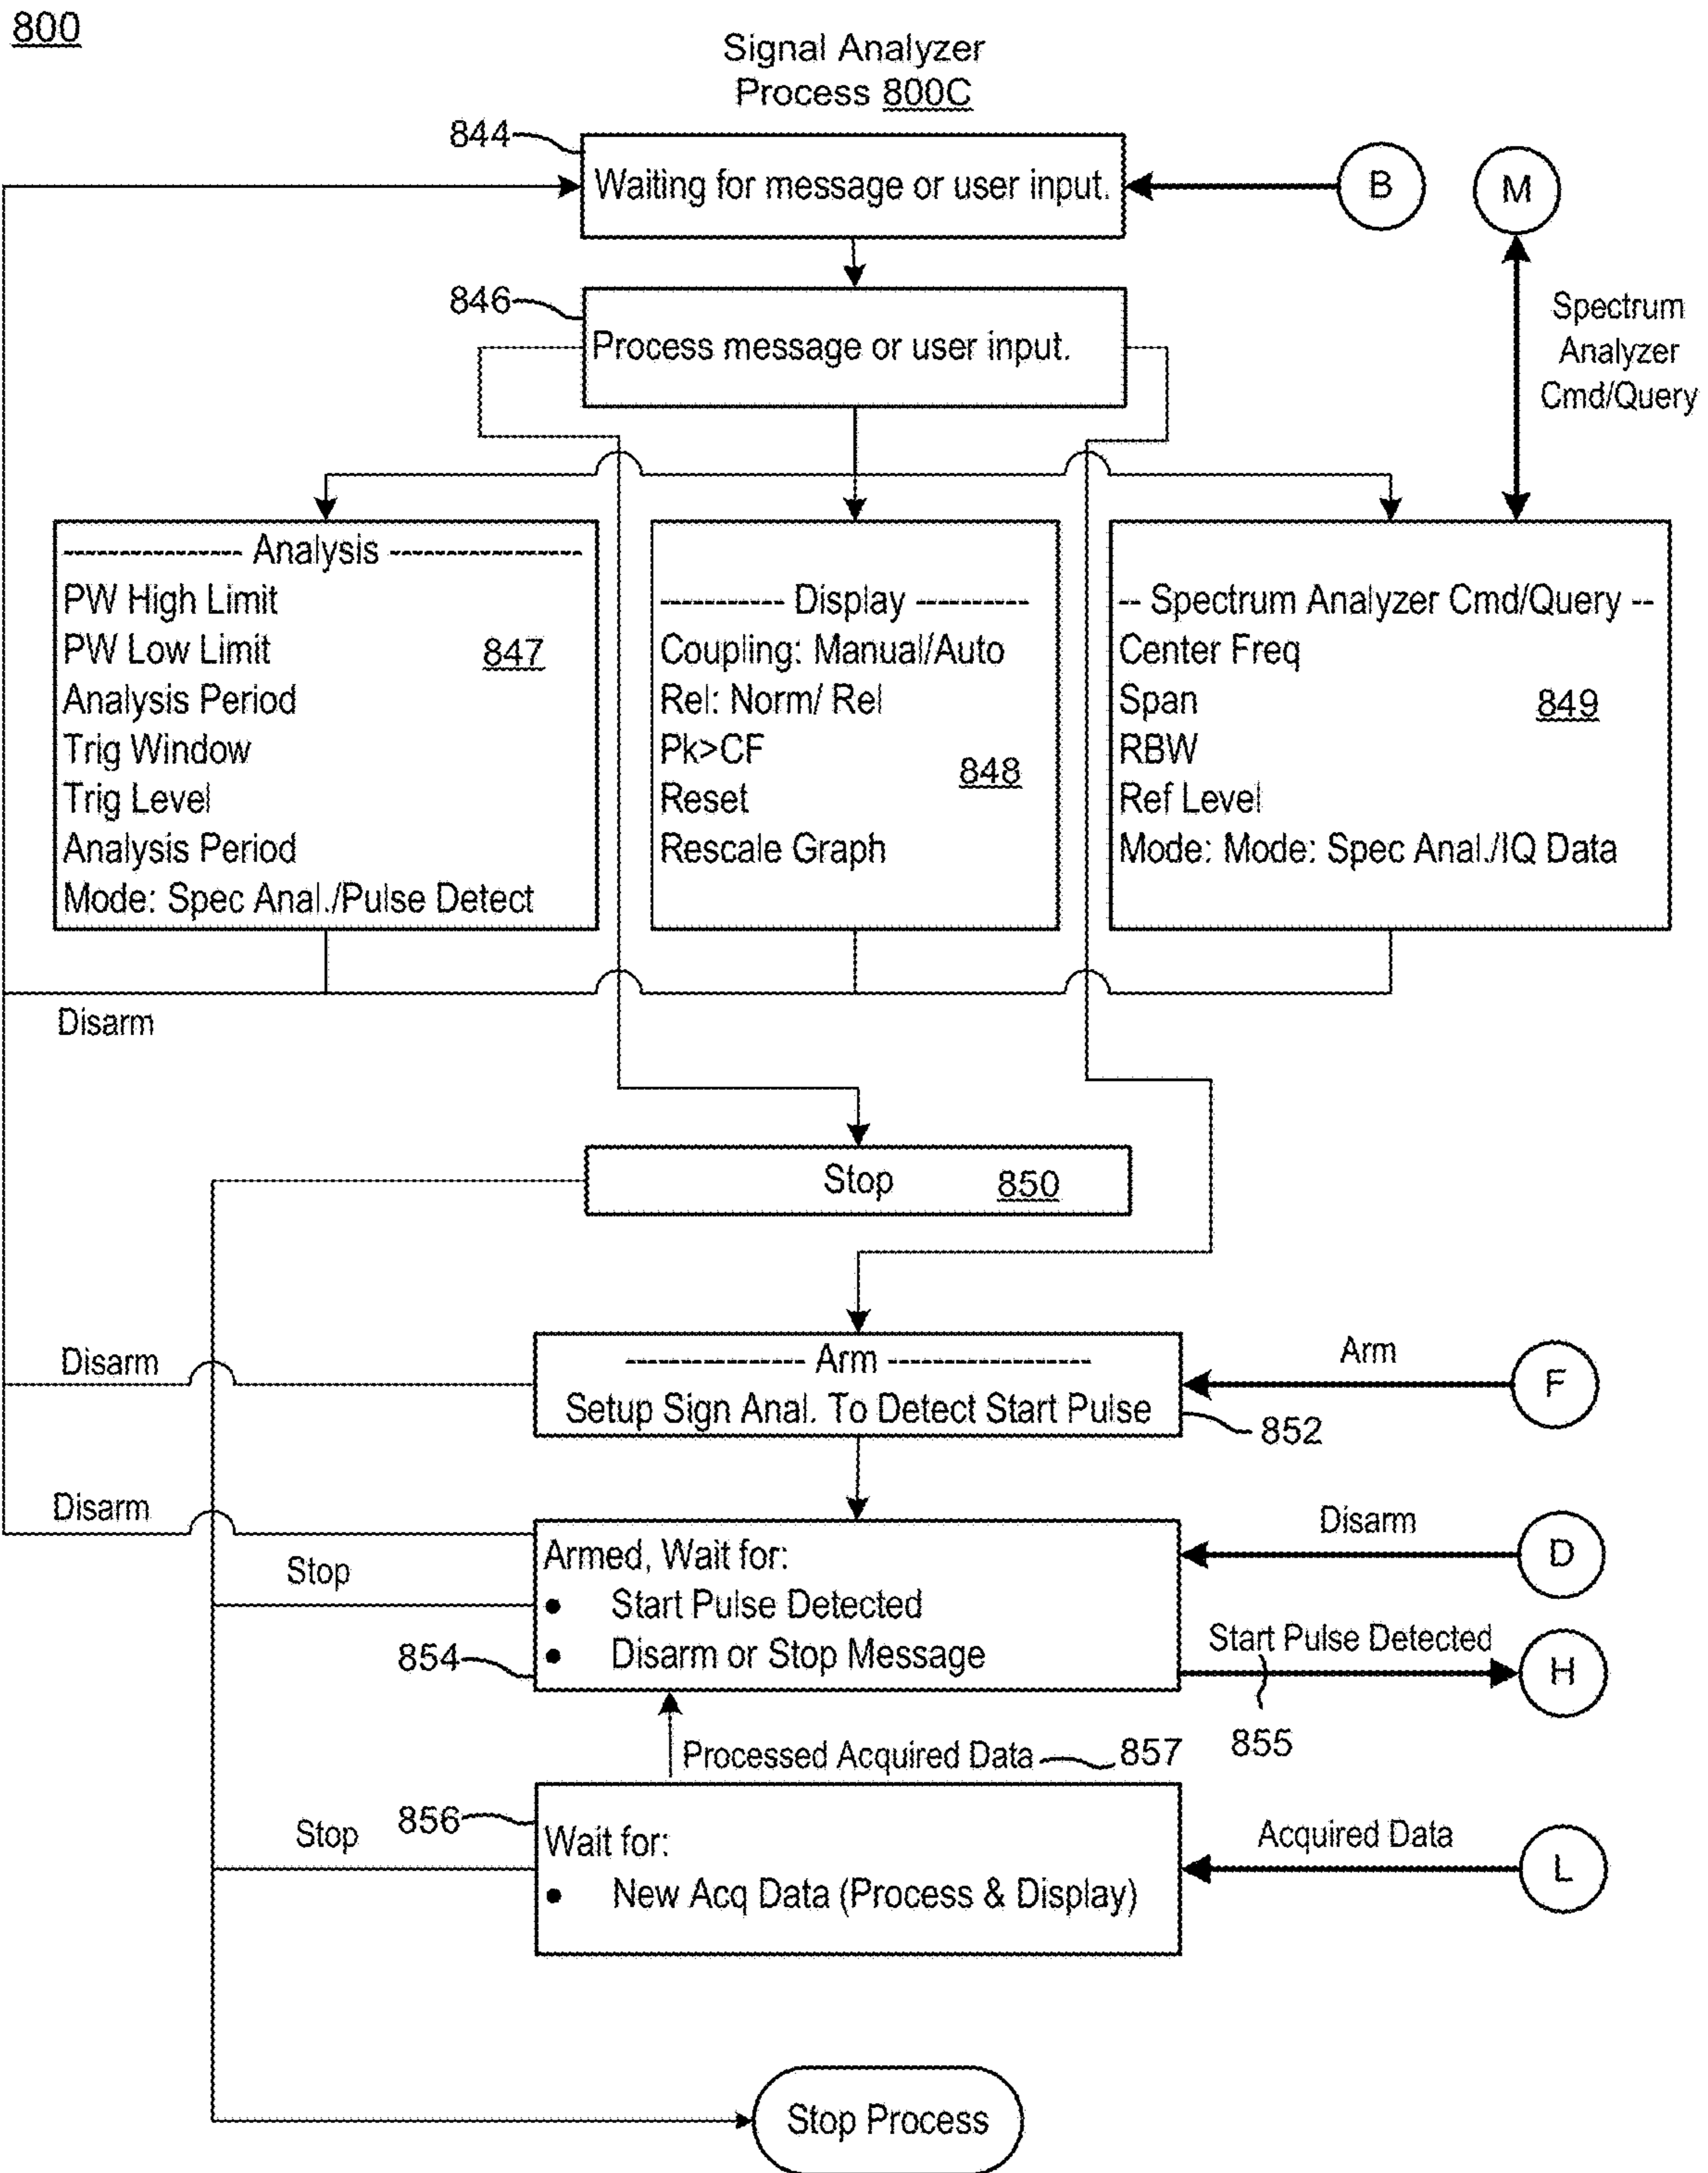 800
Signal Analyzer
Process 800C
844
Waiting for message or user input.
B
M
846
Process message or user input.
Spectrum
Analyzer
Cmd/Query
---------------- Analysis -----------------
PW High Limit
PW Low Limit
847
Analysis Period
Trig Window
Trig Level
Analysis Period
Mode: Spec Anal./Pulse Detect
----------- Display ----------
Coupling: Manual/Auto
Rel: Norm/ Rel
Pk>CF
848
Reset
Rescale Graph
-- Spectrum Analyzer Cmd/Query --
Center Freq
Span
849
RBW
Ref Level
Mode: Mode: Spec Anal./IQ Data
Disarm
Stop 850
Disarm
---------------- Arm ------------------
Setup Sign Anal. To Detect Start Pulse
852
Arm
F
Disarm
Stop
Armed, Wait for:
• Start Pulse Detected
• Disarm or Stop Message
854
Disarm
D
Start Pulse Detected
H
855
Processed Acquired Data 857
856
Stop
Wait for:
• New Acq Data (Process & Display)
Acquired Data
L
Stop Process